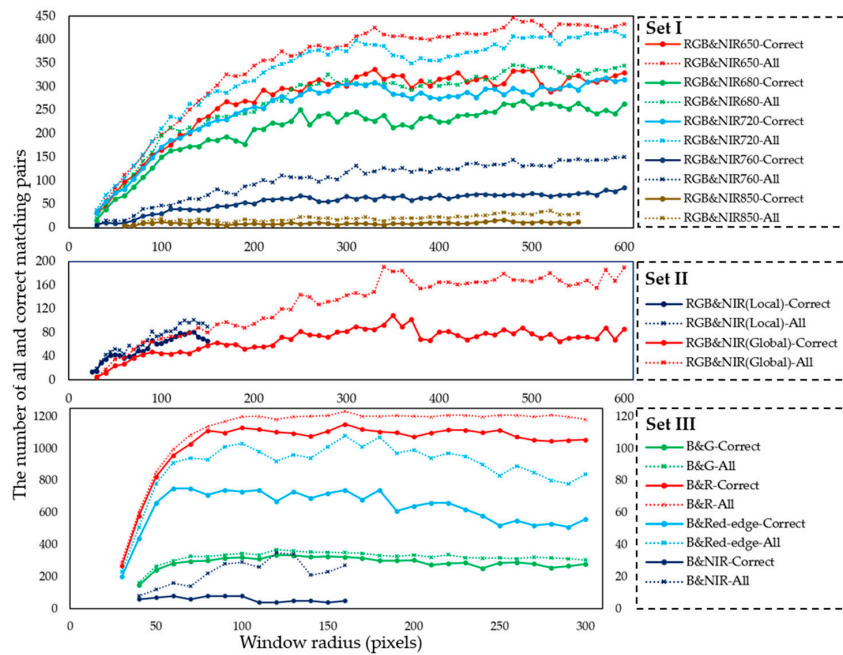 The number of all and correct matching pairs
450
400
350
300
250
200
150
100
50
0
0 100 200 300 400 500 600
Set I
RGB&NIR650-Correct
RGB&NIR650-All
RGB&NIR680-Correct
RGB&NIR680-All
RGB&NIR720-Correct
RGB&NIR720-All
RGB&NIR760-Correct
RGB&NIR760-All
RGB&NIR850-Correct
RGB&NIR850-All
200
160
120
80
40
0
0 100 200 300 400 500 600
Set II
RGB&NIR(Local)-Correct
RGB&NIR(Local)-All
RGB&NIR(Global)-Correct
RGB&NIR(Global)-All
1200
1000
800
600
400
200
0
120
100
80
60
40
20
0
0 50 100 150 200 250 300
Window radius (pixels)
Set III
B&G-Correct
B&G-All
B&R-Correct
B&R-All
B&Red-edge-Correct
B&Red-edge-All
B&NIR-Correct
B&NIR-All